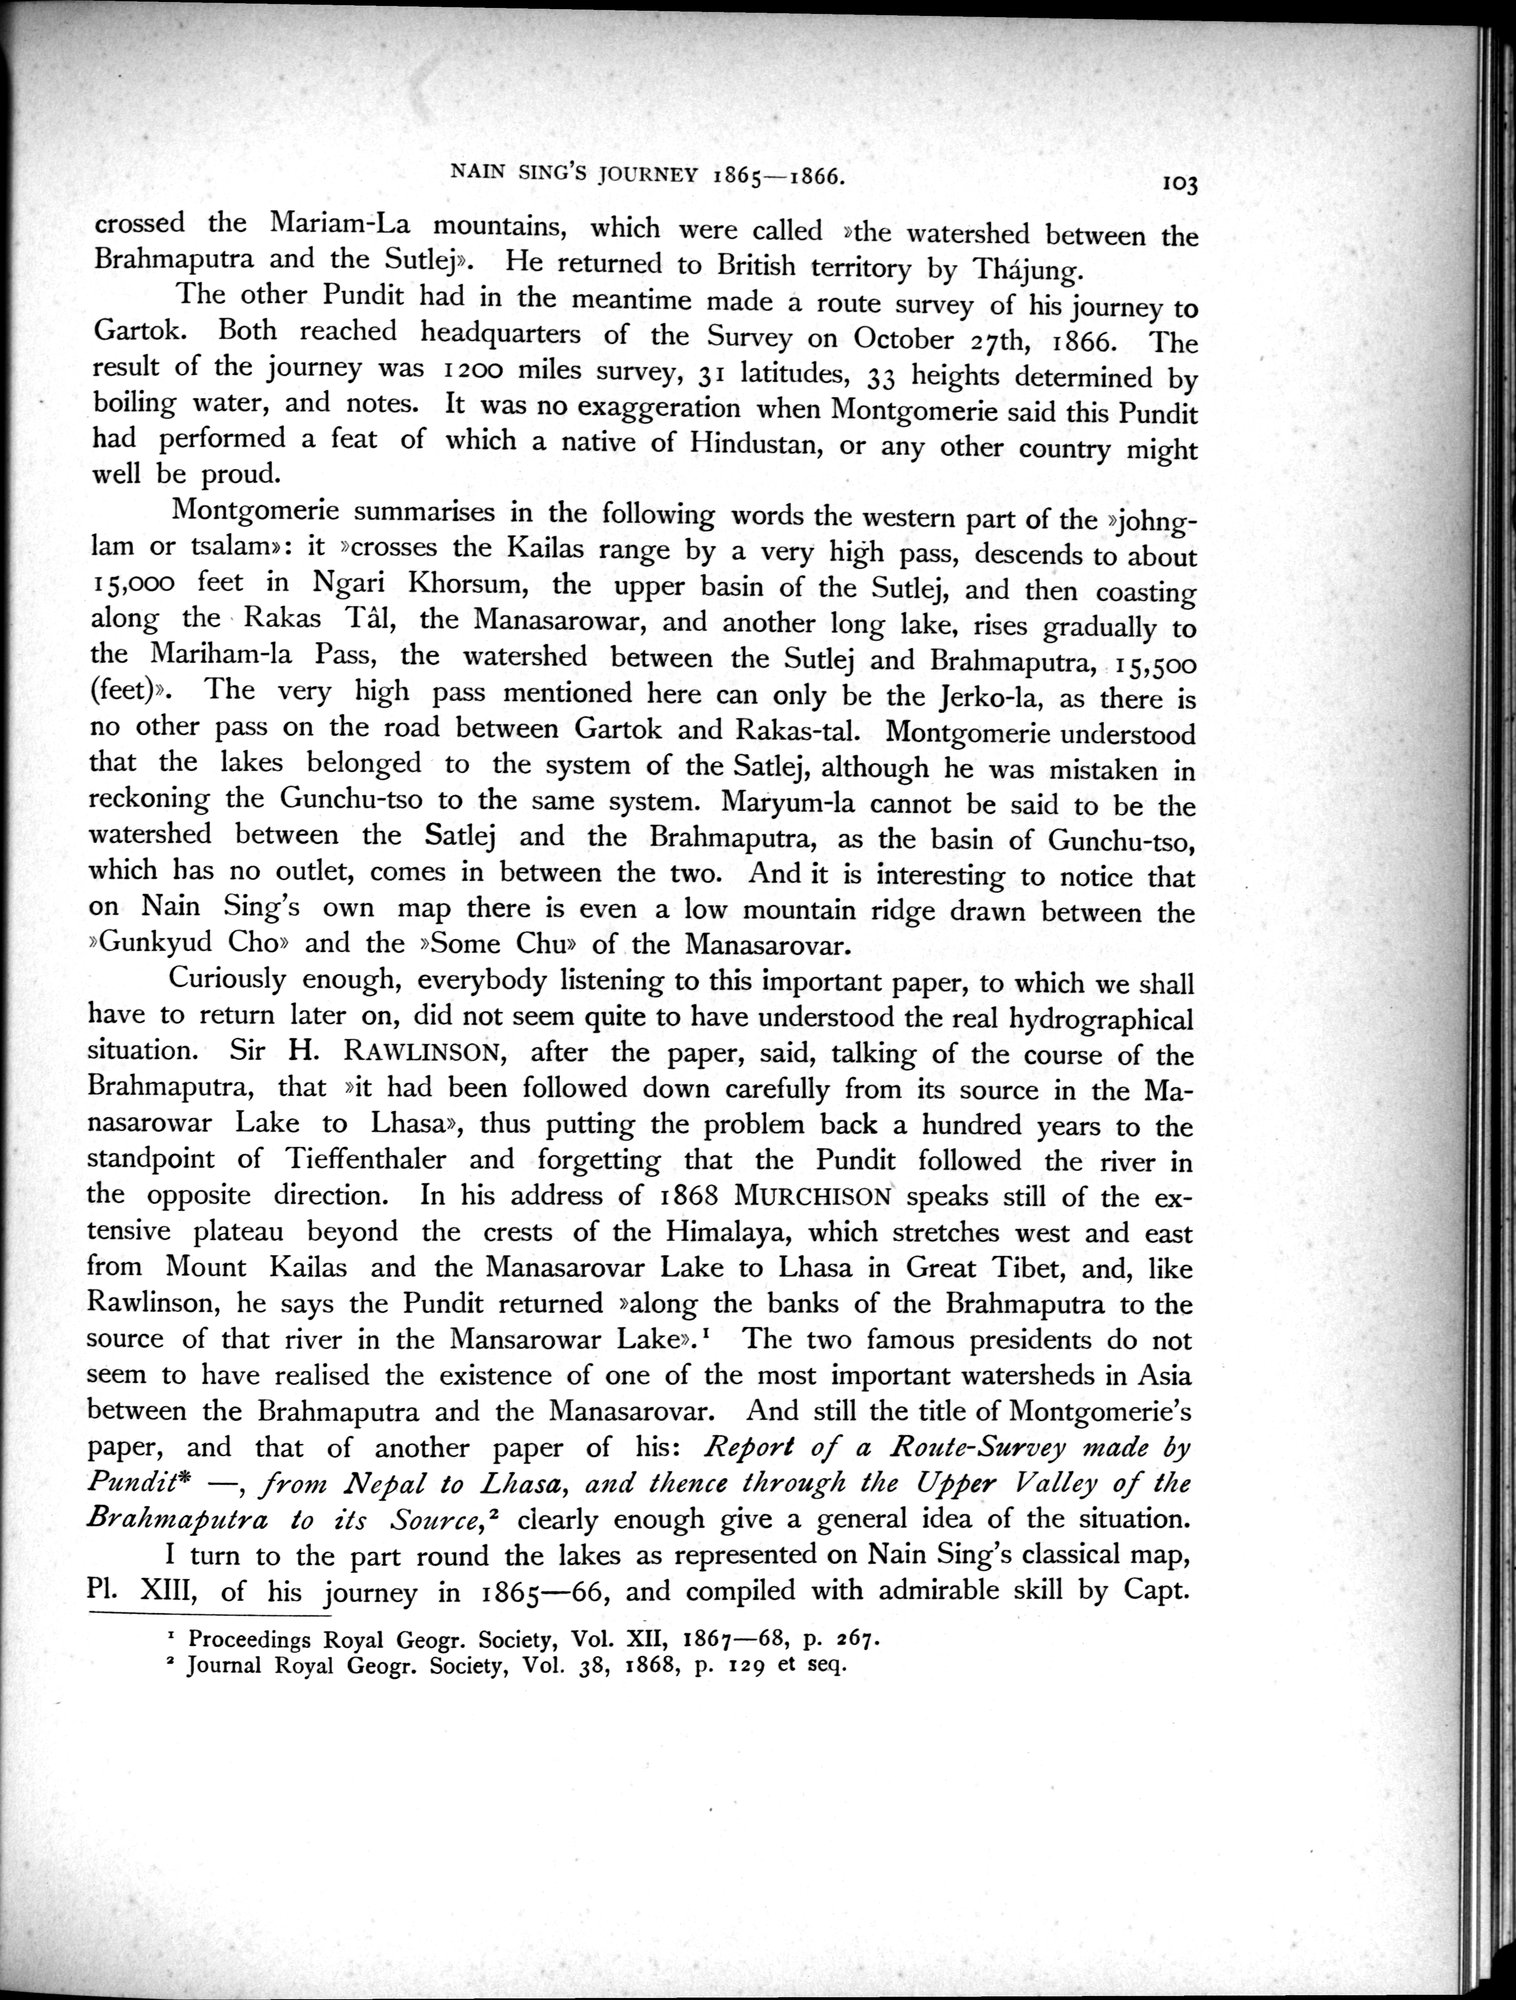 NAIN SING'S JOURNEY 1865—1866.
103
crossed the Mariam-La mountains, which were called »the watershed between the
Brahmaputra and the Sutlej». He returned to British territory by Thájung.
The other Pundit had in the meantime made a route survey of his journey to
Gartok. Both reached headquarters of the Survey on October 27th, 1866. The
result of the journey was 1200 miles survey, 31 latitudes, 33 heights determined by
boiling water, and notes. It was no exaggeration when Montgomerie said this Pundit
had performed a feat of which a native of Hindustan, or any other country might
well be proud.
Montgomerie summarises in the following words the western part of the »johng-
lam or tsalam»: it »crosses the Kailas range by a very high pass, descends to about
15,000 feet in Ngari Khorsum, the upper basin of the Sutlej, and then coasting
along the Rakas Tâl, the Manasarowar, and another long lake, rises gradually to
the Mariham-la Pass, the watershed between the Sutlej and Brahmaputra, 15,500
(feet)». The very high pass mentioned here can only be the Jerko-la, as there is
no other pass on the road between Gartok and Rakas-tal. Montgomerie understood
that the lakes belonged to the system of the Satlej, although he was mistaken in
reckoning the Gunchu-tso to the same system. Maryum-la cannot be said to be the
watershed between the Satlej and the Brahmaputra, as the basin of Gunchu-tso,
which has no outlet, comes in between the two. And it is interesting to notice that
on Nain Sing's own map there is even a low mountain ridge drawn between the
»Gunkyud Cho» and the »Some Chu» of the Manasarovar.
Curiously enough, everybody listening to this important paper, to which we shall
have to return later on, did not seem quite to have understood the real hydrographical
situation. Sir H. RAWLINSON, after the paper, said, talking of the course of the
Brahmaputra, that »it had been followed down carefully from its source in the Ma-
nasarowar Lake to Lhasa», thus putting the problem back a hundred years to the
standpoint of Tieffenthaler and forgetting that the Pundit followed the river in
the opposite direction. In his address of 1868 MURCHISON speaks still of the ex-
tensive plateau beyond the crests of the Himalaya, which stretches west and east
from Mount Kailas and the Manasarovar Lake to Lhasa in Great Tibet, and, like
Rawlinson, he says the Pundit returned »along the banks of the Brahmaputra to the
source of that river in the Mansarowar Lake».¹ The two famous presidents do not
seem to have realised the existence of one of the most important watersheds in Asia
between the Brahmaputra and the Manasarovar. And still the title of Montgomerie's
paper, and that of another paper of his: Report of a Route-Survey made by
Pundit* —, from Nepal to Lhasa, and thence through the Upper Valley of the
Brahmaputra to its Source,² clearly enough give a general idea of the situation.
I turn to the part round the lakes as represented on Nain Sing's classical map,
Pl. XIII, of his journey in 1865—66, and compiled with admirable skill by Capt.
¹ Proceedings Royal Geogr. Society, Vol. XII, 1867—68, p. 267.
² Journal Royal Geogr. Society, Vol. 38, 1868, p. 129 et seq.